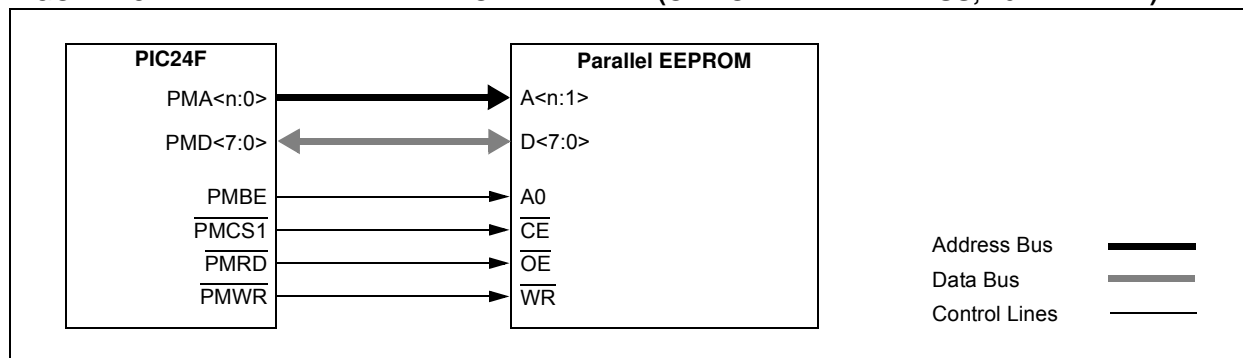 PIC24F
Parallel EEPROM
PMA<n:0>
A<n:1>
PMD<7:0>
D<7:0>
PMBE
A0
PMCS1
CE
PMRD
OE
PMWR
WR
Address Bus
Data Bus
Control Lines